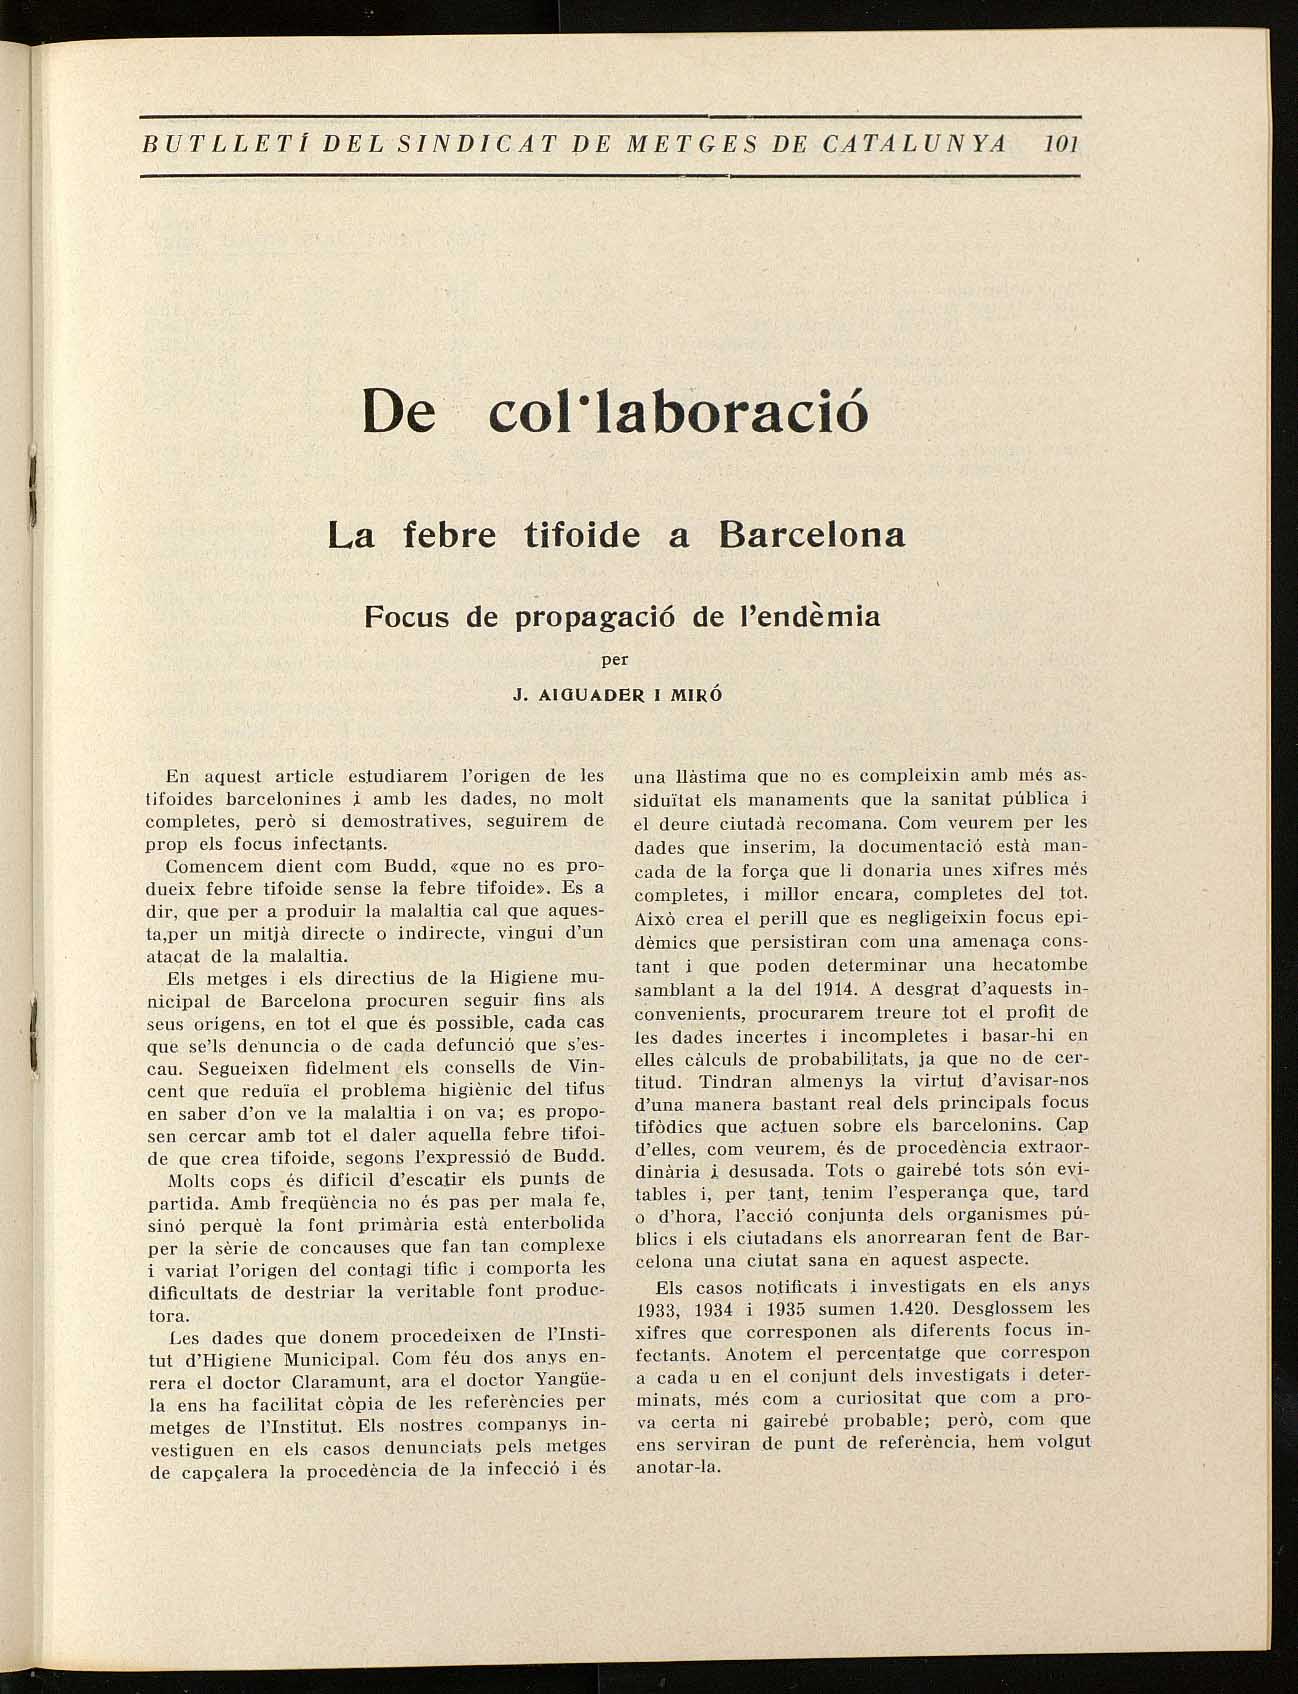 BUTLLETÍ DEL SINDICAT DE METGES DE CATALUNYA 101
De col·laboració
La febre tifoide a Barcelona
Focus de propagació de l'endèmia
per
J. AIGUADER I MIRÓ
En aquest article estudiarem l'origen de les
tifoides barcelonines i amb les dades, no molt
completes, però si demostratives, seguirem de
prop els focus infectants.
Comencem dient com Budd, «que no es pro-
dueix febre tifoide sense la febre tifoide». Es a
dir, que per a produir la malaltia cal que aques-
ta,per un mitjà directe o indirecte, vingui d'un
atacat de la malaltia.
Els metges i els directius de la Higiene mu-
nicipal de Barcelona procuren seguir fins als
seus orígens, en tot el que és possible, cada cas
que se'ls denuncia o de cada defunció que s'es-
cau. Segueixen fidelment els consells de Vin-
cent que reduïa el problema higiènic del tifus
en saber d'on ve la malaltia i on va; es propo-
sen cercar amb tot el daler aquella febre tifoi-
de que crea tifoide, segons l'expressió de Budd.
Molts cops és difícil d'escatir els punts de
partida. Amb freqüència no és pas per mala fe,
sinó perquè la font primària està enterbolida
per la sèrie de concauses que fan tan complexe
i variat l'origen del contagi tífic i comporta les
dificultats de destriar la veritable font produc-
tora.
Les dades que donem procedeixen de l'Insti-
tut d'Higiene Municipal. Com féu dos anys en-
rera el doctor Claramunt, ara el doctor Yangüe-
la ens ha facilitat còpia de les referències per
metges de l'Institut. Els nostres companys in-
vestiguen en els casos denunciats pels metges
de capçalera la procedència de la infecció i és
una llàstima que no es compleixin amb més as-
siduïtat els manaments que la sanitat pública i
el deure ciutadà recomana. Com veurem per les
dades que inserim, la documentació està man-
cada de la força que li donaria unes xifres més
completes, i millor encara, completes del tot.
Això crea el perill que es negligeixin focus epi-
dèmics que persistiran com una amenaça cons-
tant i que poden determinar una hecatombe
samblant a la del 1914. A desgrat d'aquests in-
convenients, procurarem treure tot el profit de
les dades incertes i incompletes i basar-hi en
elles càlculs de probabilitats, ja que no de cer-
titud. Tindran almenys la virtut d'avisar-nos
d'una manera bastant real dels principals focus
tifòdics que actuen sobre els barcelonins. Cap
d'elles, com veurem, és de procedència extraor-
dinària i desusada. Tots o gairebé tots són evi-
tables i, per tant, tenim l'esperança que, tard
o d'hora, l'acció conjunta dels organismes pú-
blics i els ciutadans els anorrearan fent de Bar-
celona una ciutat sana en aquest aspecte.
Els casos notificats i investigats en els anys
1933, 1934 i 1935 sumen 1.420. Desglossem les
xifres que corresponen als diferents focus in-
fectants. Anotem el percentatge que correspon
a cada u en el conjunt dels investigats i deter-
minats, més com a curiositat que com a pro-
va certa ni gairebé probable; però, com que
ens serviran de punt de referència, hem volgut
anotar-la.